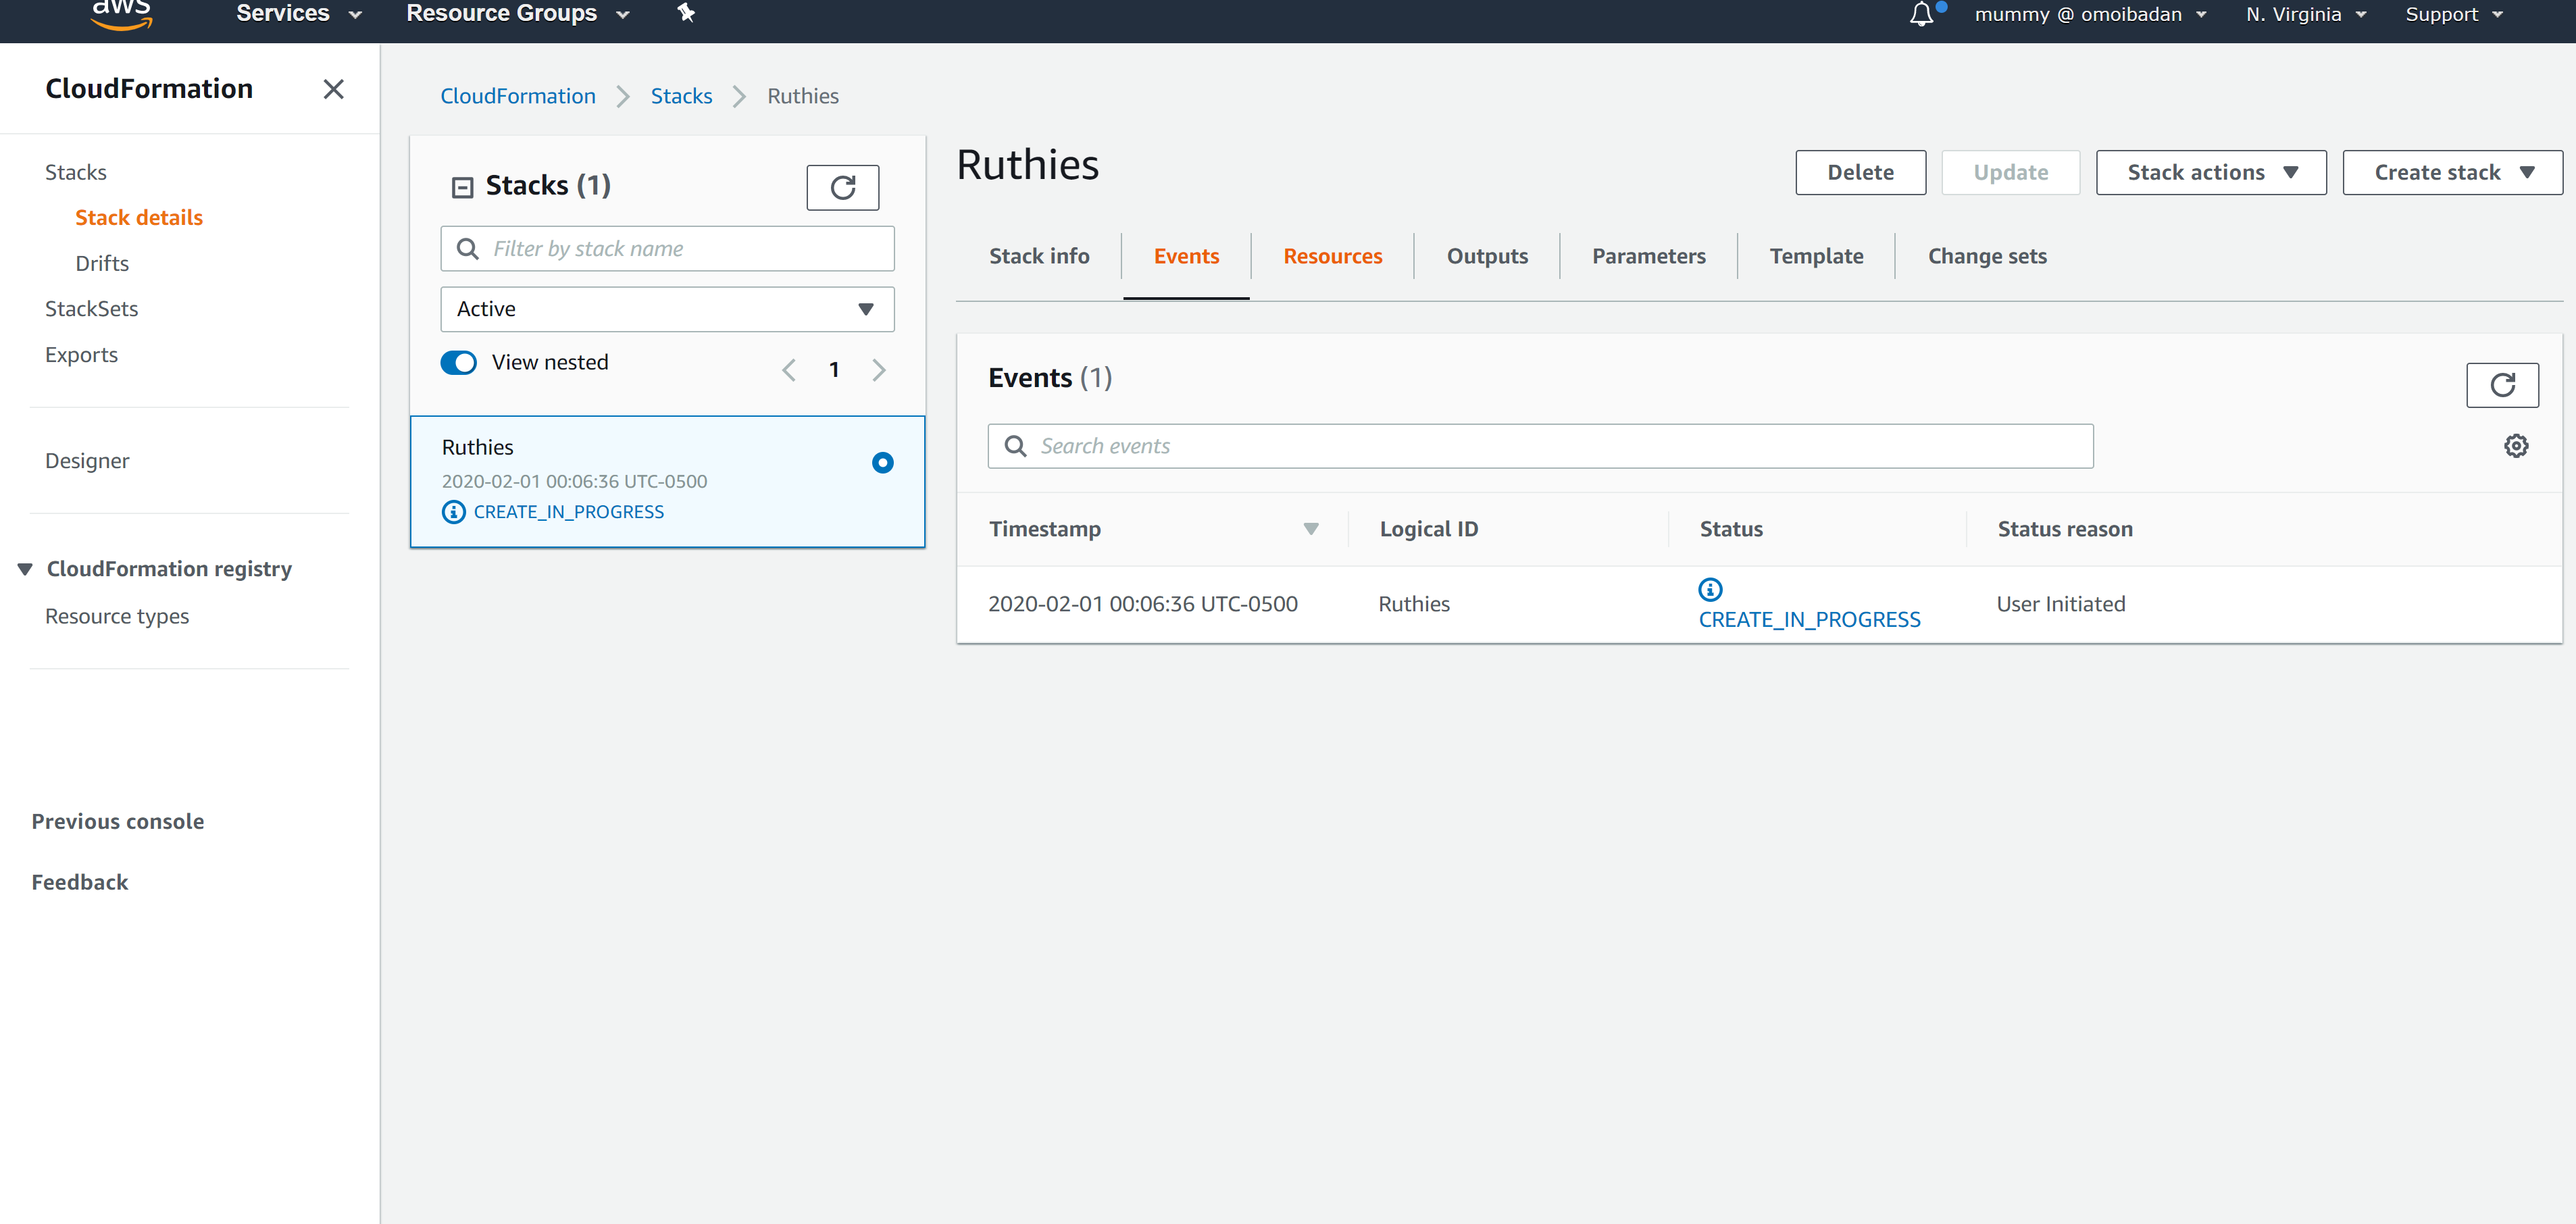 aws
Services
Resource Groups
mummy @ omoibadan
N. Virginia
Support
CloudFormation
Stacks
Stack details
Drifts
StackSets
Exports
Designer
CloudFormation registry
Resource types
Previous console
Feedback
CloudFormation
Stacks
Ruthies
Stacks (1)
Filter by stack name
Active
View nested
1
Ruthies
2020-02-01 00:06:36 UTC-0500
CREATE_IN_PROGRESS
Ruthies
Delete
Update
Stack actions
Create stack
Stack info
Events
Resources
Outputs
Parameters
Template
Change sets
Events (1)
Search events
Timestamp
Logical ID
Status
Status reason
2020-02-01 00:06:36 UTC-0500
Ruthies
CREATE_IN_PROGRESS
User Initiated